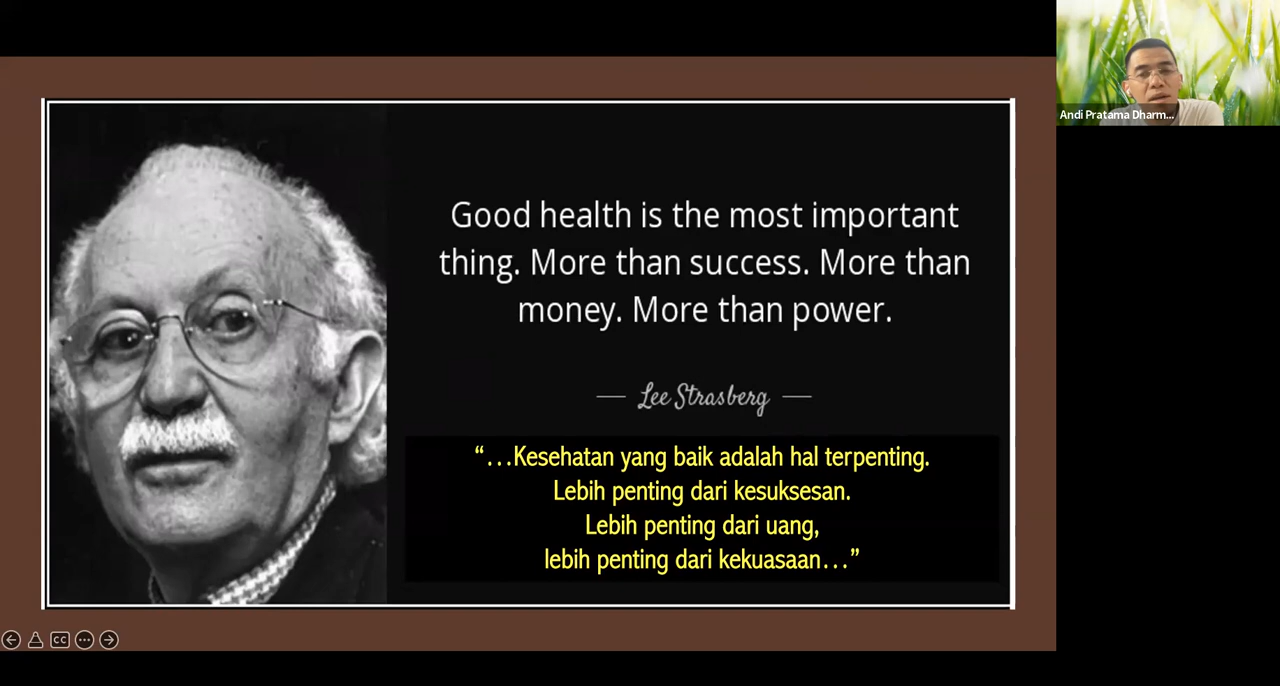 Good health is the most important
thing. More than success. More than
money. More than power.
— Lee Strasberg —
“…Kesehatan yang baik adalah hal terpenting.
Lebih penting dari kesuksesan.
Lebih penting dari uang,
lebih penting dari kekuasaan…”
Andi Pratama Dharm...
CC